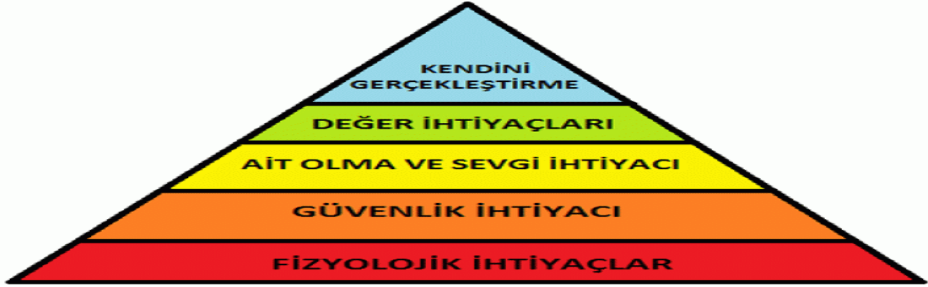 KENDİNİ
GERÇEKLEŞTİRME
DEĞER İHTİYAÇLARI
AİT OLMA VE SEVGİ İHTİYACI
GÜVENLİK İHTİYACI
FİZYOLOJİK İHTİYAÇLAR